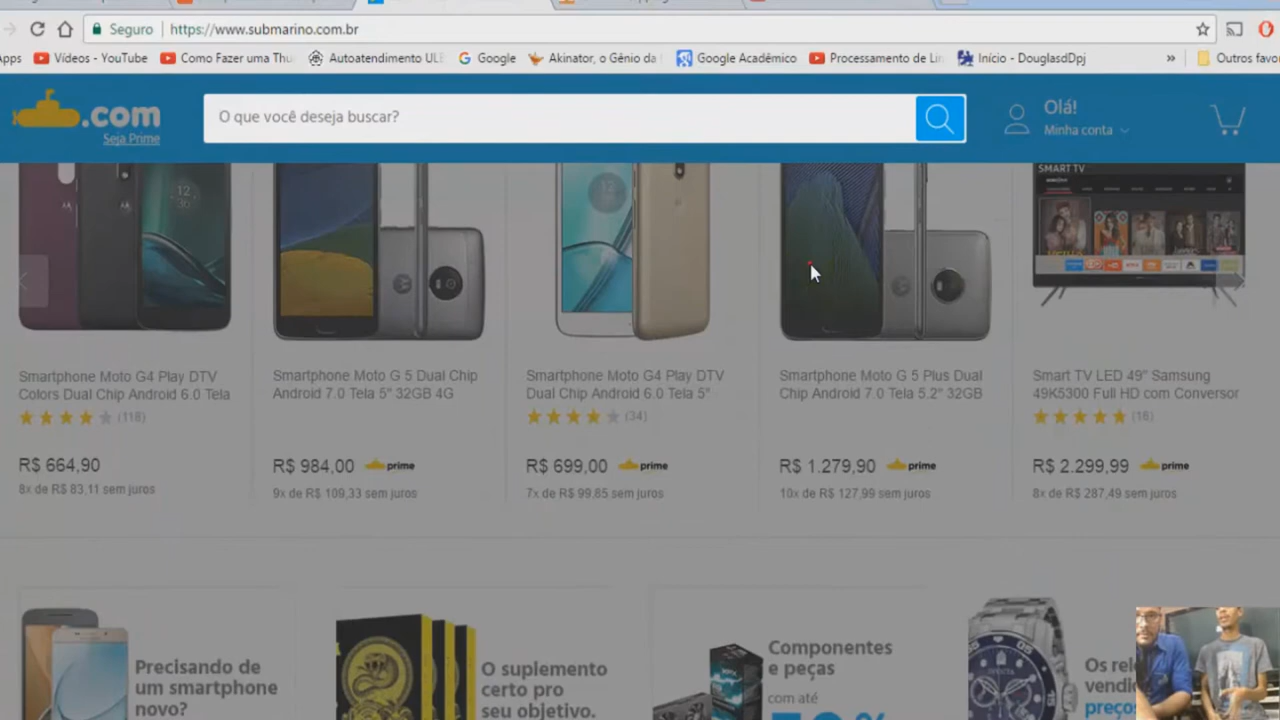 Seguro https://www.submarino.com.br
Apps Vídeos - YouTube Como Fazer uma Thu Autoatendimento ULE Google Akinator, o Gênio da Google Acadêmico Processamento de Lin Início - DouglasdDpj » Outros favo
.com
Seja Prime
O que você deseja buscar?
Olá!
Minha conta
SMART TV
Smartphone Moto G4 Play DTV
Colors Dual Chip Android 6.0 Tela
(118)
R$ 664,90
8x de R$ 83,11 sem juros
Smartphone Moto G 5 Dual Chip
Android 7.0 Tela 5" 32GB 4G
R$ 984,00 prime
9x de R$ 109,33 sem juros
Smartphone Moto G4 Play DTV
Dual Chip Android 6.0 Tela 5"
(34)
R$ 699,00 prime
7x de R$ 99,85 sem juros
Smartphone Moto G 5 Plus Dual
Chip Android 7.0 Tela 5.2" 32GB
R$ 1.279,90 prime
10x de R$ 127,99 sem juros
Smart TV LED 49" Samsung
49K5300 Full HD com Conversor
R$ 2.299,99 prime
8x de R$ 287,49 sem juros
Precisando de
um smartphone
novo?
O suplemento
certo pro
seu objetivo.
Componentes
e peças
com até
Os rel
vendi
preços